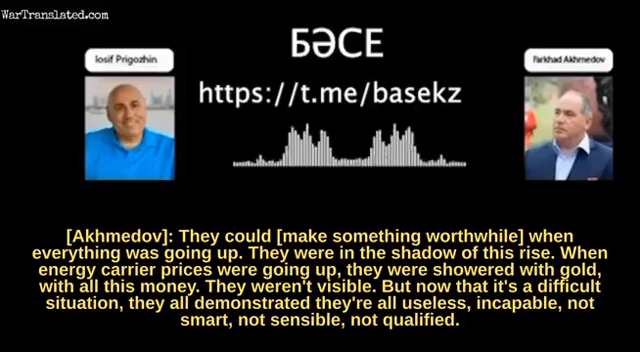 WarTranslated.com
БӘСЕ
Iosif Prigozhin
Farkhad Akhmedov
https://t.me/basekz
[Akhmedov]: They could [make something worthwhile] when
everything was going up. They were in the shadow of this rise. When
energy carrier prices were going up, they were showered with gold,
with all this money. They weren't visible. But now that it's a difficult
situation, they all demonstrated they're all useless, incapable, not
smart, not sensible, not qualified.